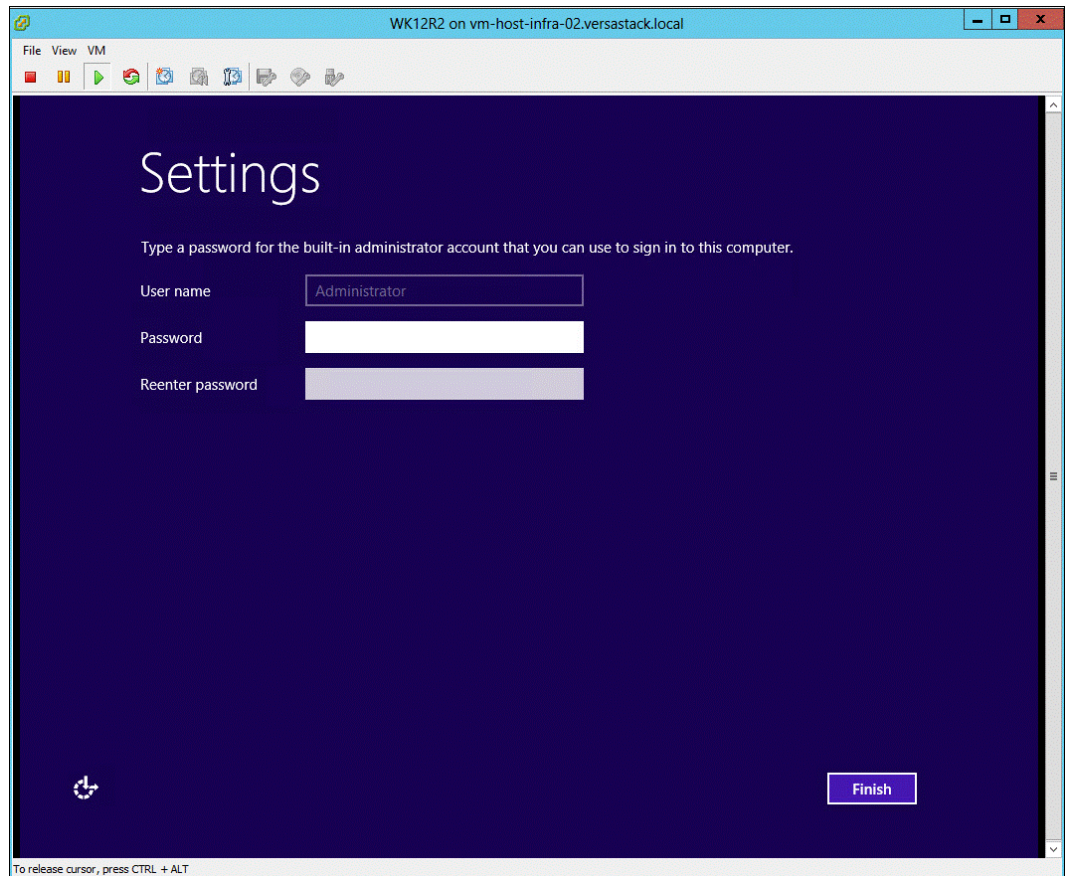 WK12R2 on vm-host-infra-02.versastack.local
File View VM
Settings
Type a password for the built-in administrator account that you can use to sign in to this computer.
User name
Administrator
Password
Reenter password
Finish
To release cursor, press CTRL + ALT